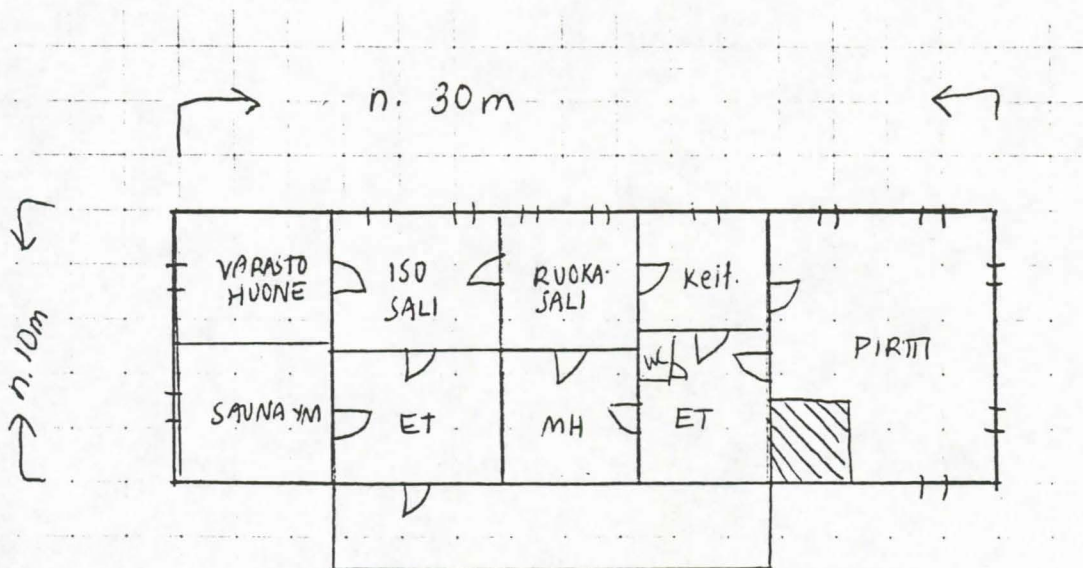 n. 30m
n. 10m
VARASTO
HUONE
ISO
SALI
RUOKA-
SALI
Keit.
PIRTTI
SAUNA YM
ET
MH
WC
ET